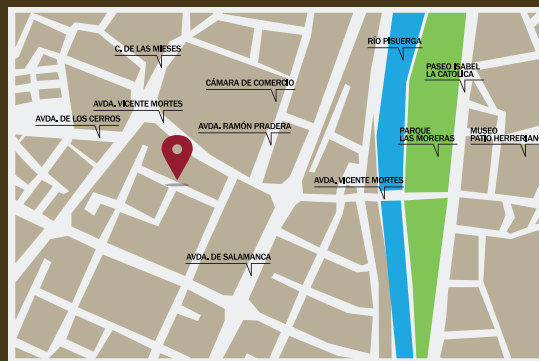 RÍO PISUERGA
C. DE LAS MIESES
PASEO ISABEL
LA CATÓLICA
CÁMARA DE COMERCIO
AVDA. VICENTE MORTES
AVDA. DE LOS CERROS
AVDA. RAMÓN PRADERA
PARQUE
LAS MORERAS
MUSEO
PATIO HERRERIANO
AVDA. VICENTE MORTES
AVDA. DE SALAMANCA